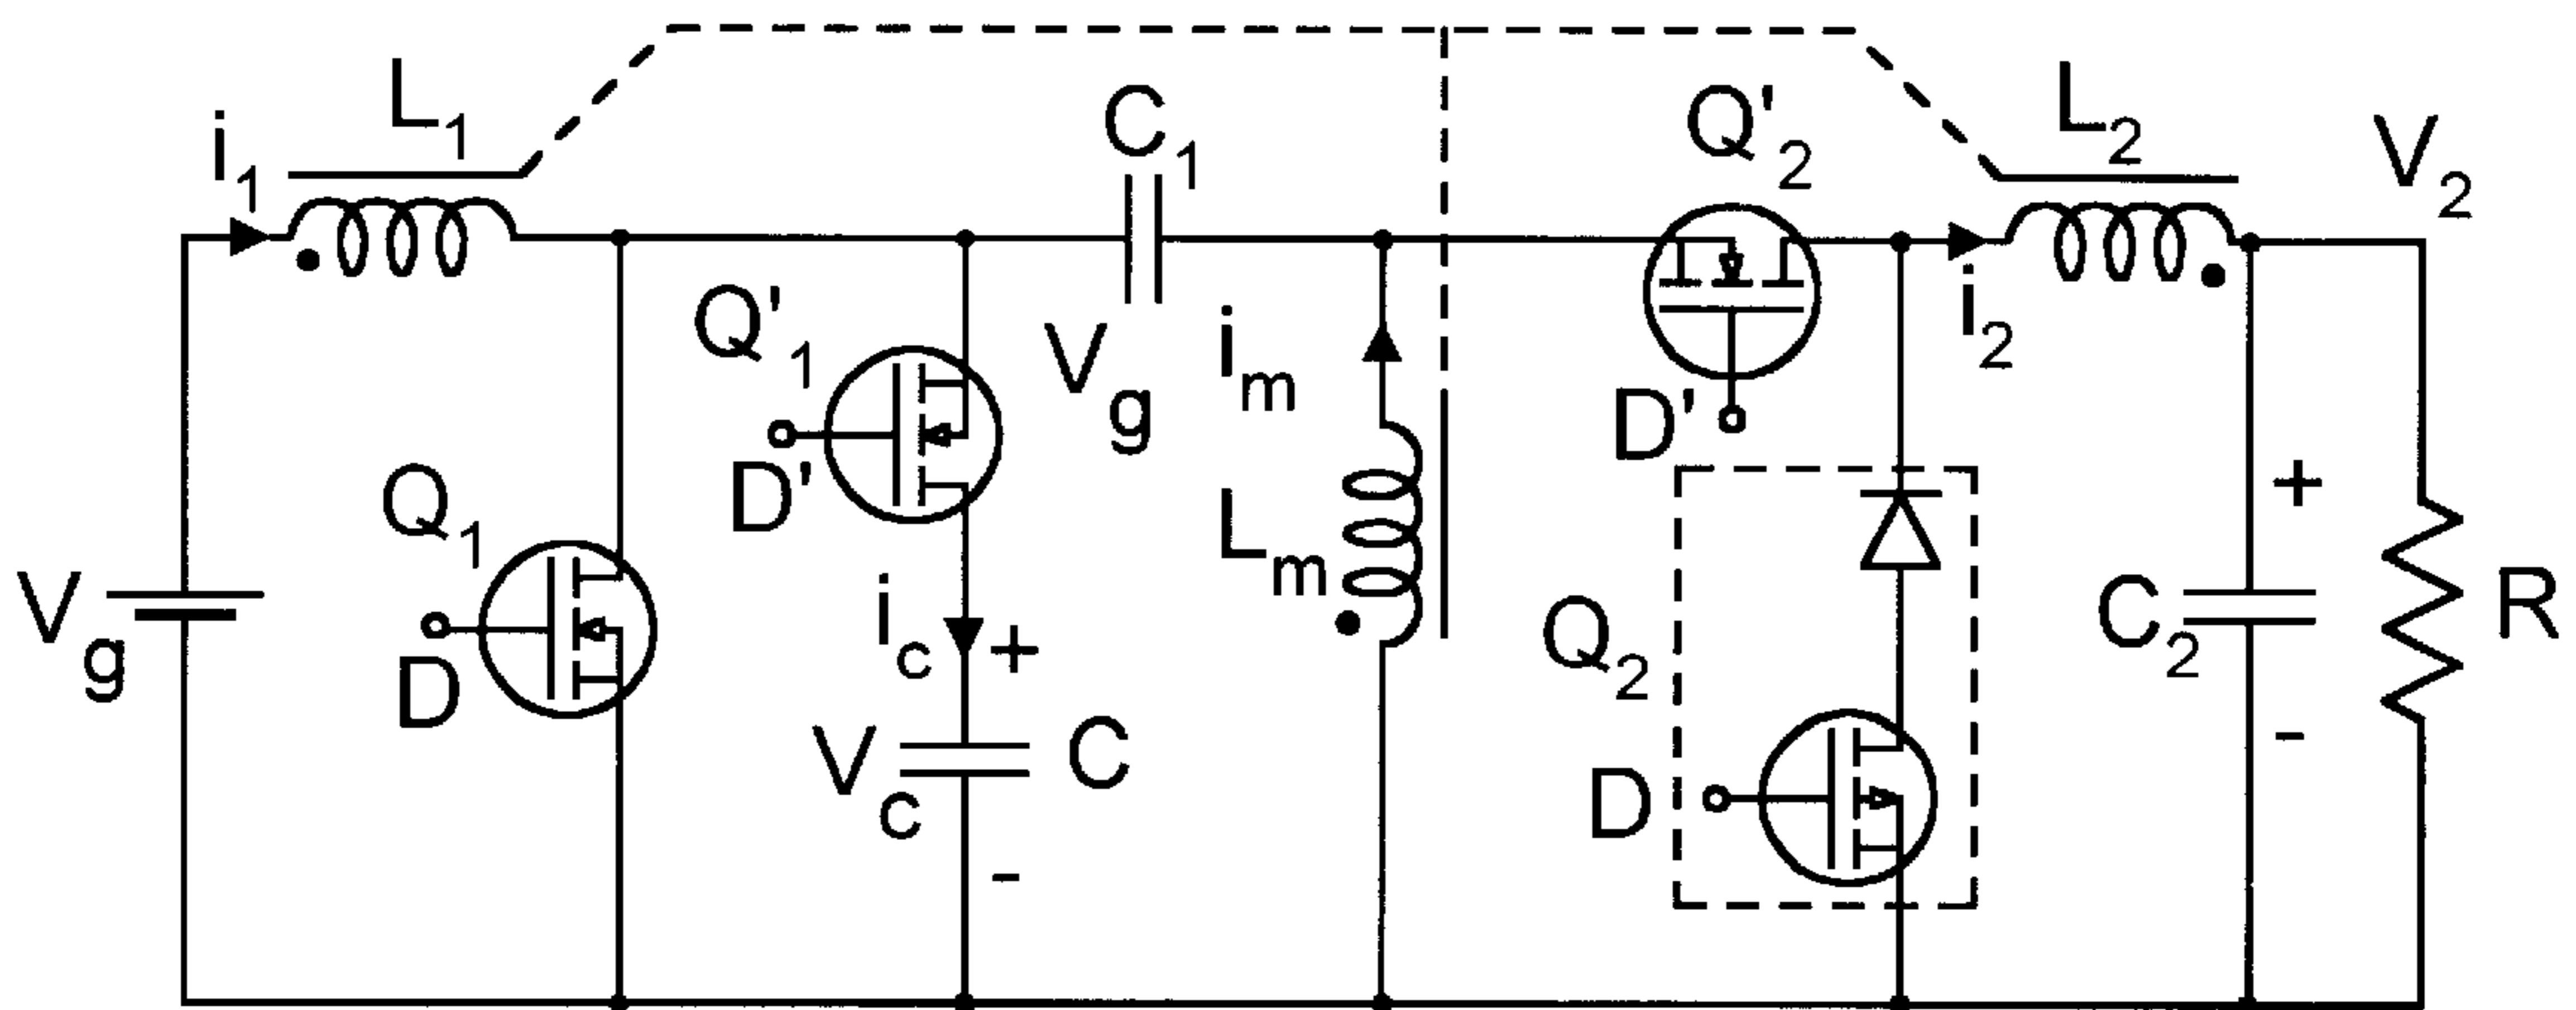 i1
L1
C1
Q'2
L2
V2
Q'1
Vg
im
i2
D'
D'
Q1
ic
+
Lm
+
Vg
D
Q2
C2
R
Vc
C
D
-
-